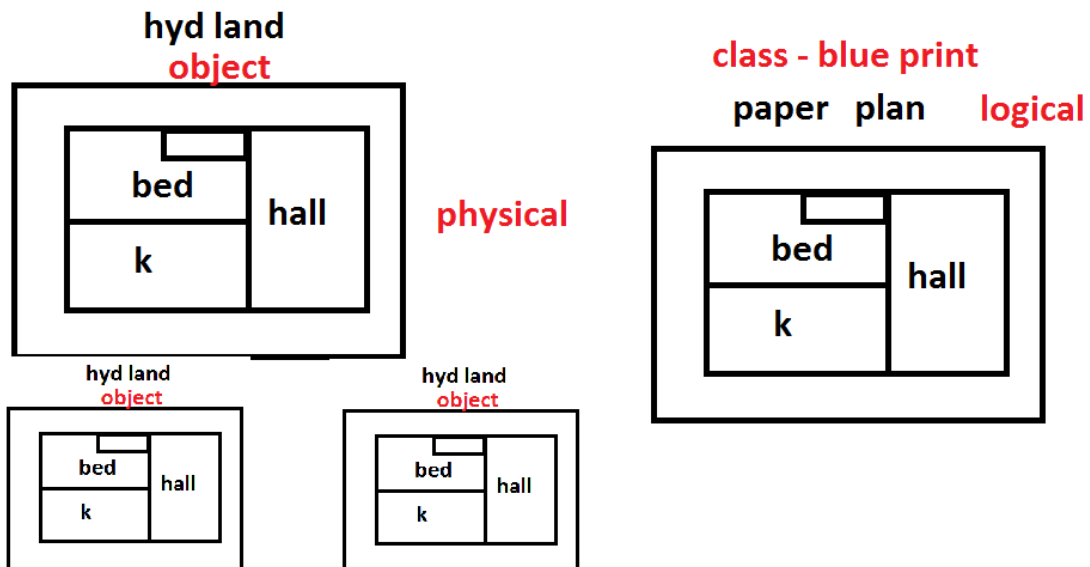 hyd land
object
bed
hall
k
physical
hyd land
object
bed
hall
k
hyd land
object
bed
hall
k
class - blue print
paper plan logical
bed
hall
k